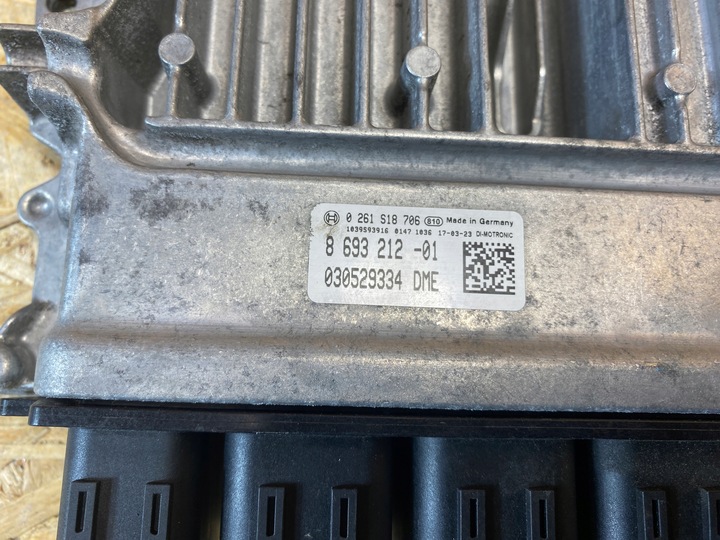 0 261 S18 706 810 Made in Germany
1039S93916 0147 1036 17-03-23 DI-MOTRONIC
8 693 212 -01
030529334 DME